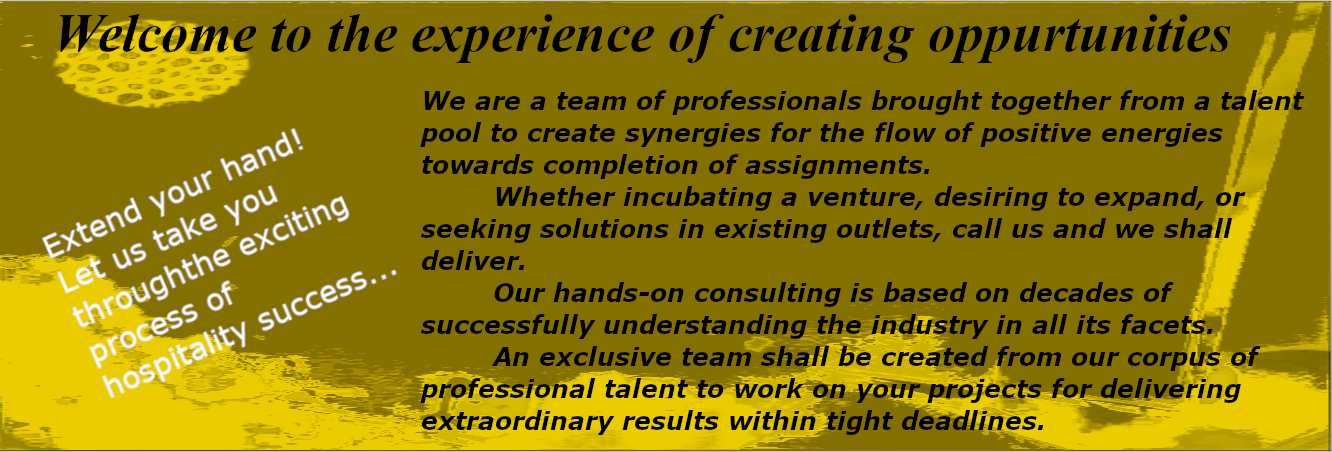 Welcome to the experience of creating oppurtunities
Extend your hand!
Let us take you
throughthe exciting
process of
hospitality success...
We are a team of professionals brought together from a talent
pool to create synergies for the flow of positive energies
towards completion of assignments.
Whether incubating a venture, desiring to expand, or
seeking solutions in existing outlets, call us and we shall
deliver.
Our hands-on consulting is based on decades of
successfully understanding the industry in all its facets.
An exclusive team shall be created from our corpus of
professional talent to work on your projects for delivering
extraordinary results within tight deadlines.